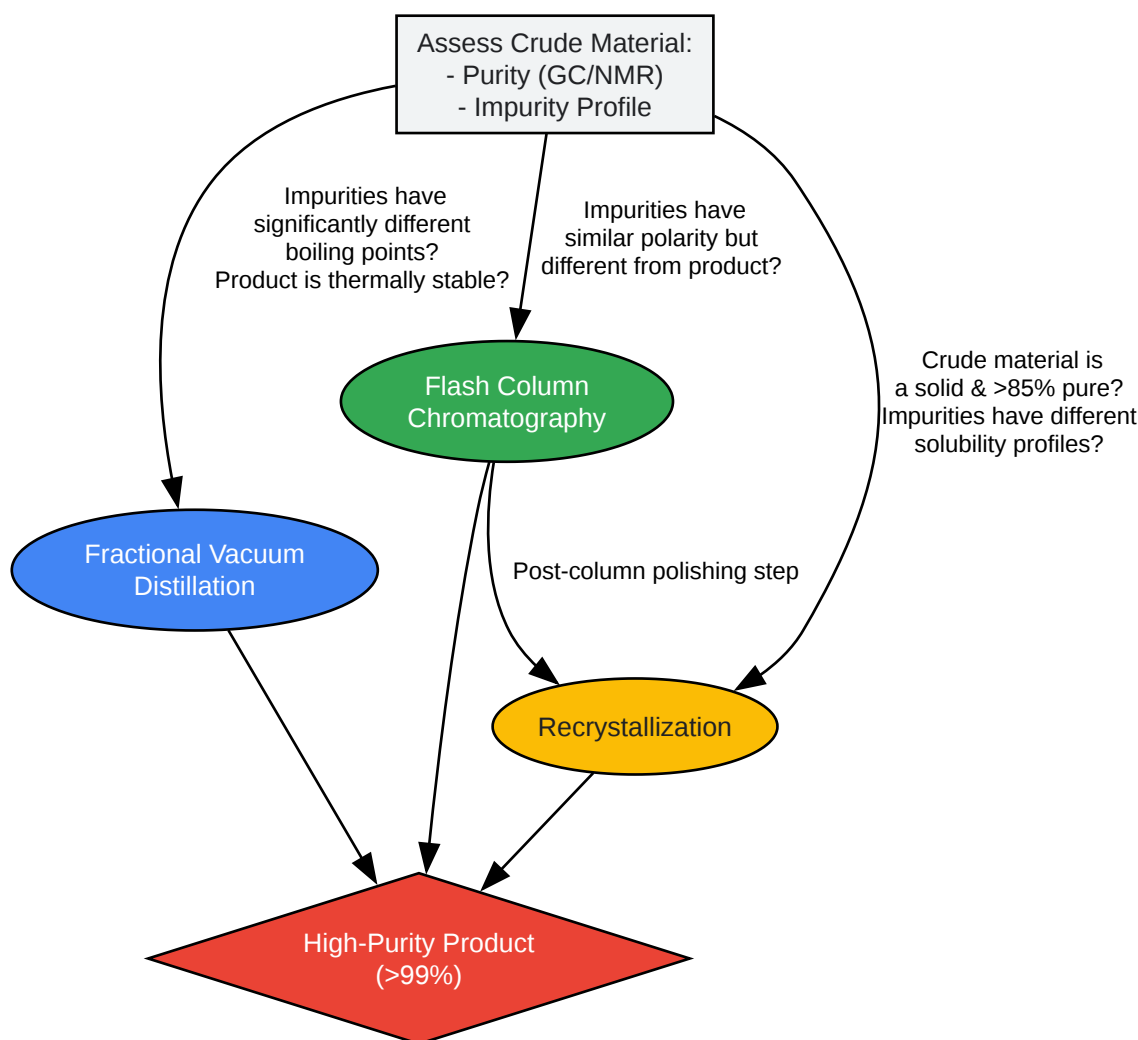 Assess Crude Material:
- Purity (GC/NMR)
- Impurity Profile
Impurities have
significantly different
boiling points?
Product is thermally stable?
Impurities have
similar polarity but
different from product?
Crude material is
a solid & >85% pure?
Impurities have different
solubility profiles?
Flash Column
Chromatography
Fractional Vacuum
Distillation
Post-column polishing step
Recrystallization
High-Purity Product
(>99%)